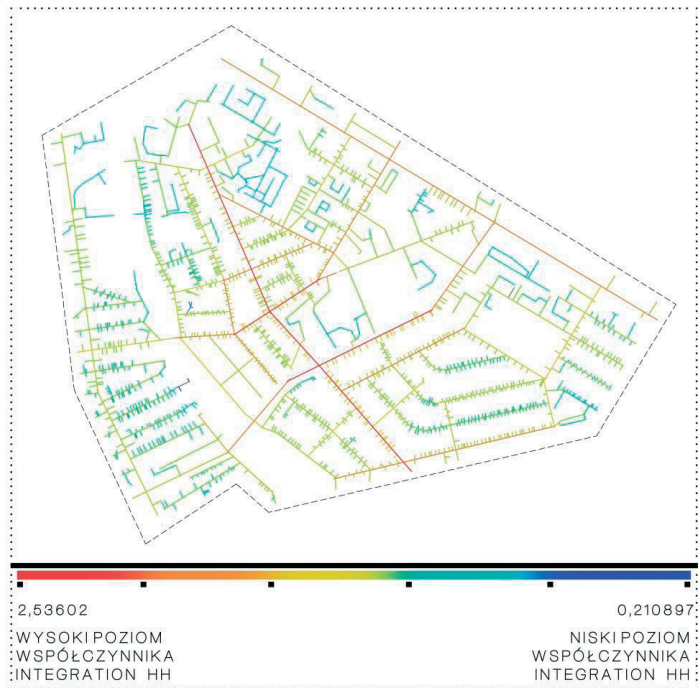 2,53602
0,210897
WYSOKI POZIOM
WSPÓŁCZYNNIKA
INTEGRATION HH
NISKI POZIOM
WSPÓŁCZYNNIKA
INTEGRATION HH